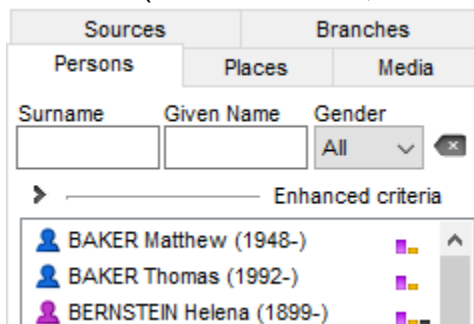 Sources Branches
Persons Places Media
Surname Given Name Gender
All
Enhanced criteria
BAKER Matthew (1948-)
BAKER Thomas (1992-)
BERNSTEIN Helena (1899-)